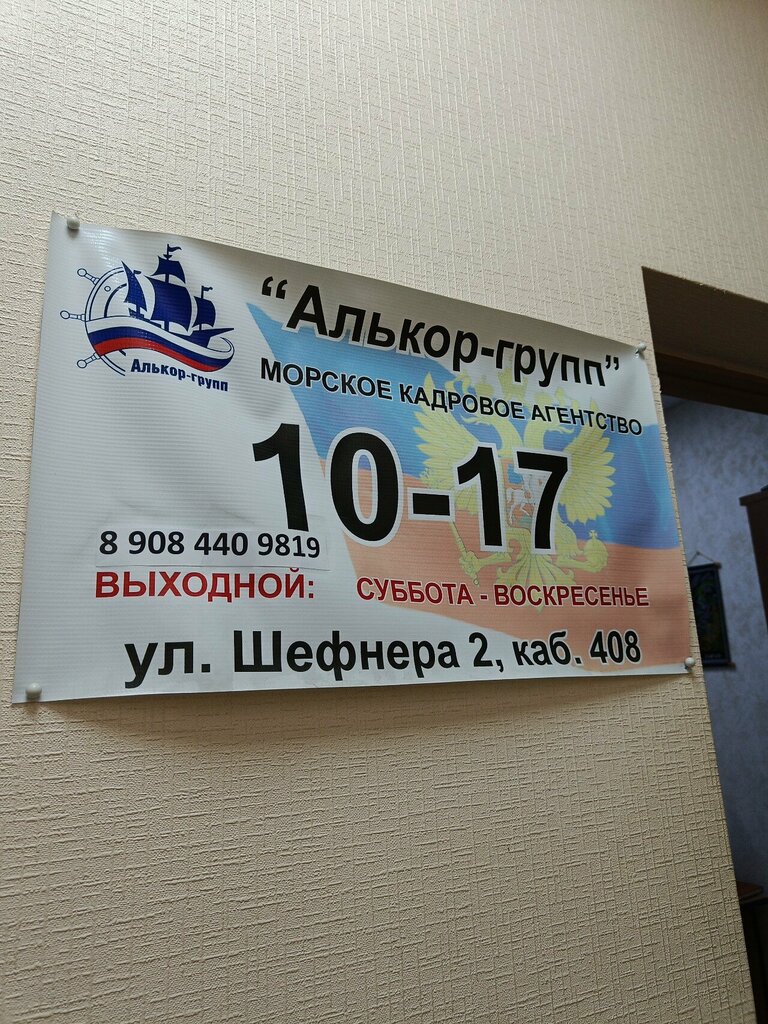 Алькор-групп
“Алькор-групп”
МОРСКОЕ КАДРОВОЕ АГЕНТСТВО
10-17
8 908 440 9819
ВЫХОДНОЙ: СУББОТА - ВОСКРЕСЕНЬЕ
ул. Шефнера 2, каб. 408